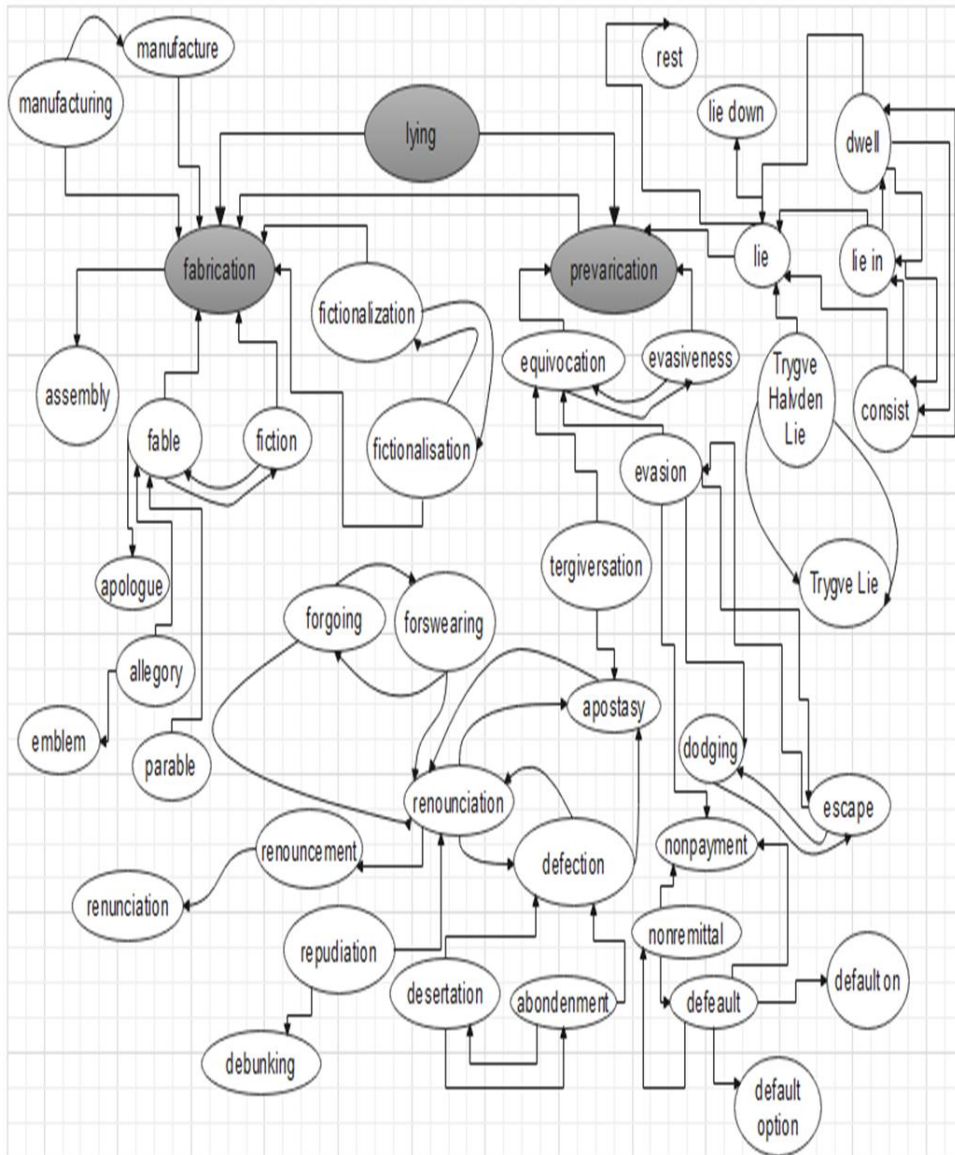 manufacture
rest
manufacturing
lie down
lying
dwell
fabrication
prevarication
lie
lie in
fictionalization
equivocation
evasiveness
Trygve
Halvden
Lie
assembly
consist
fable
fiction
fictionalisation
evasion
apologue
tergiversation
Trygve Lie
forgoing
forswearing
allegory
apostasy
emblem
parable
dodging
renounciation
escape
renouncement
defection
nonpayment
renunciation
repudiation
nonremittal
desertation
abondenment
defeault
default on
debunking
default
option